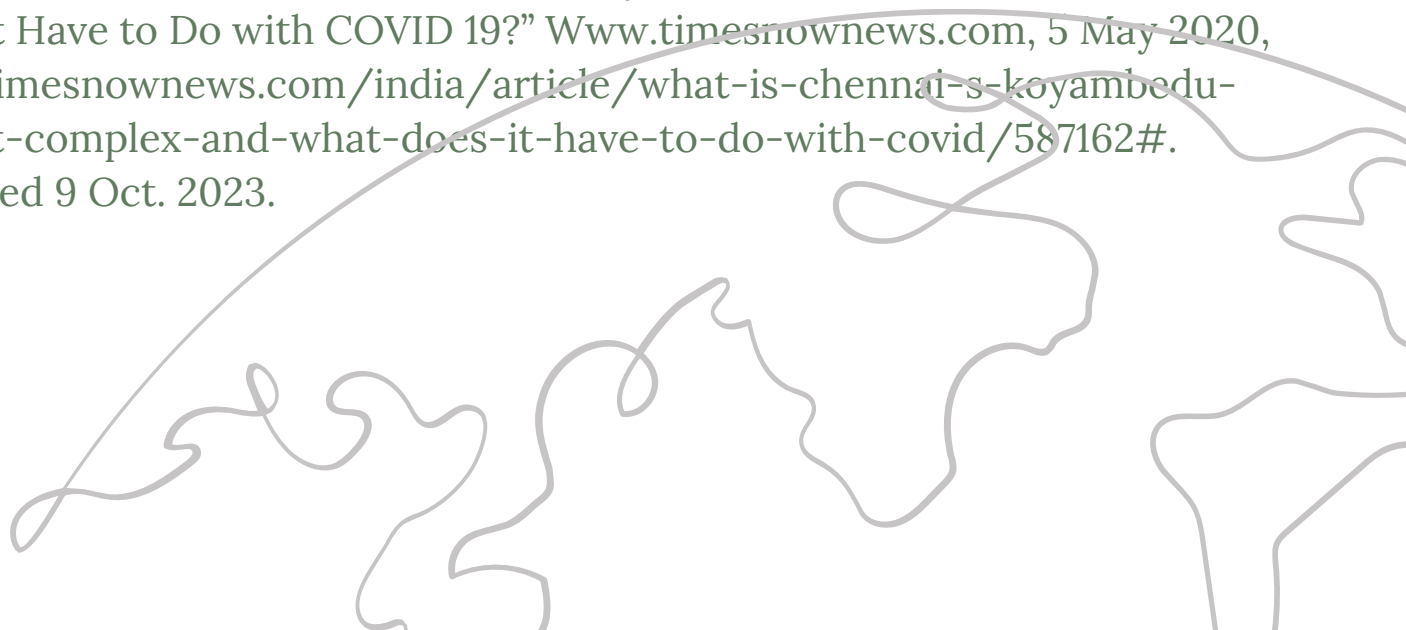 t Have to Do with COVID 19?” Www.timesnownews.com, 5 May 2020,
imesnownews.com/india/article/what-is-chennai-s-koyambedu-
t-complex-and-what-does-it-have-to-do-with-covid/587162#.
ed 9 Oct. 2023.